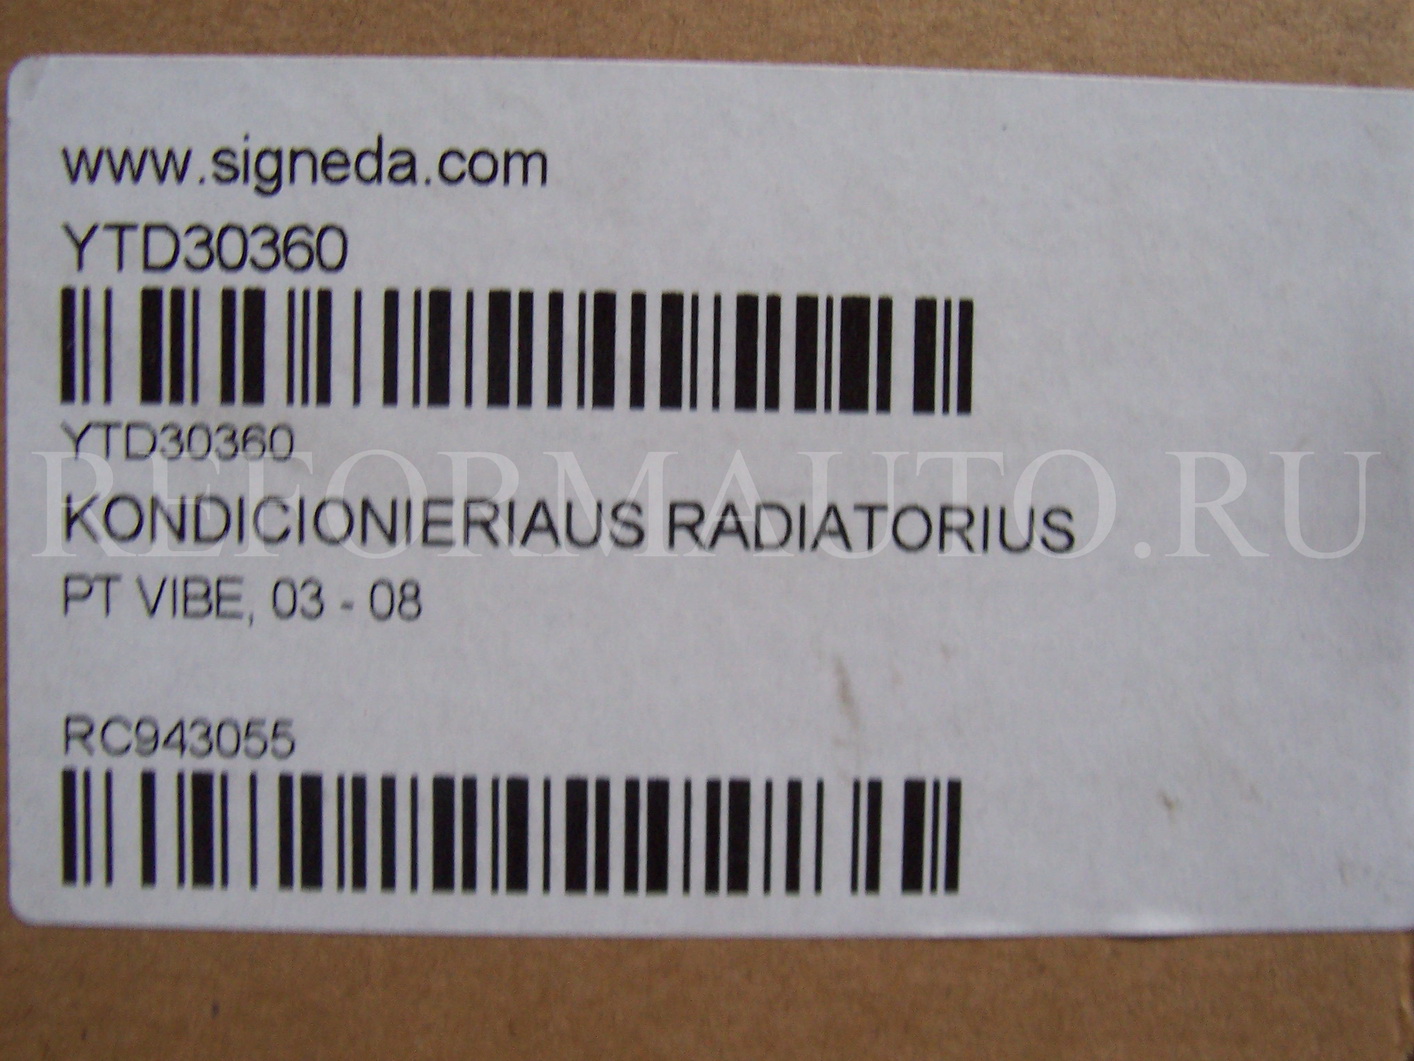 www.signeda.com
YTD30360
YTD30360
REFORMAUTO.RU
KONDICIONIERIAUS RADIATORIUS
PT VIBE, 03 - 08
RC943055